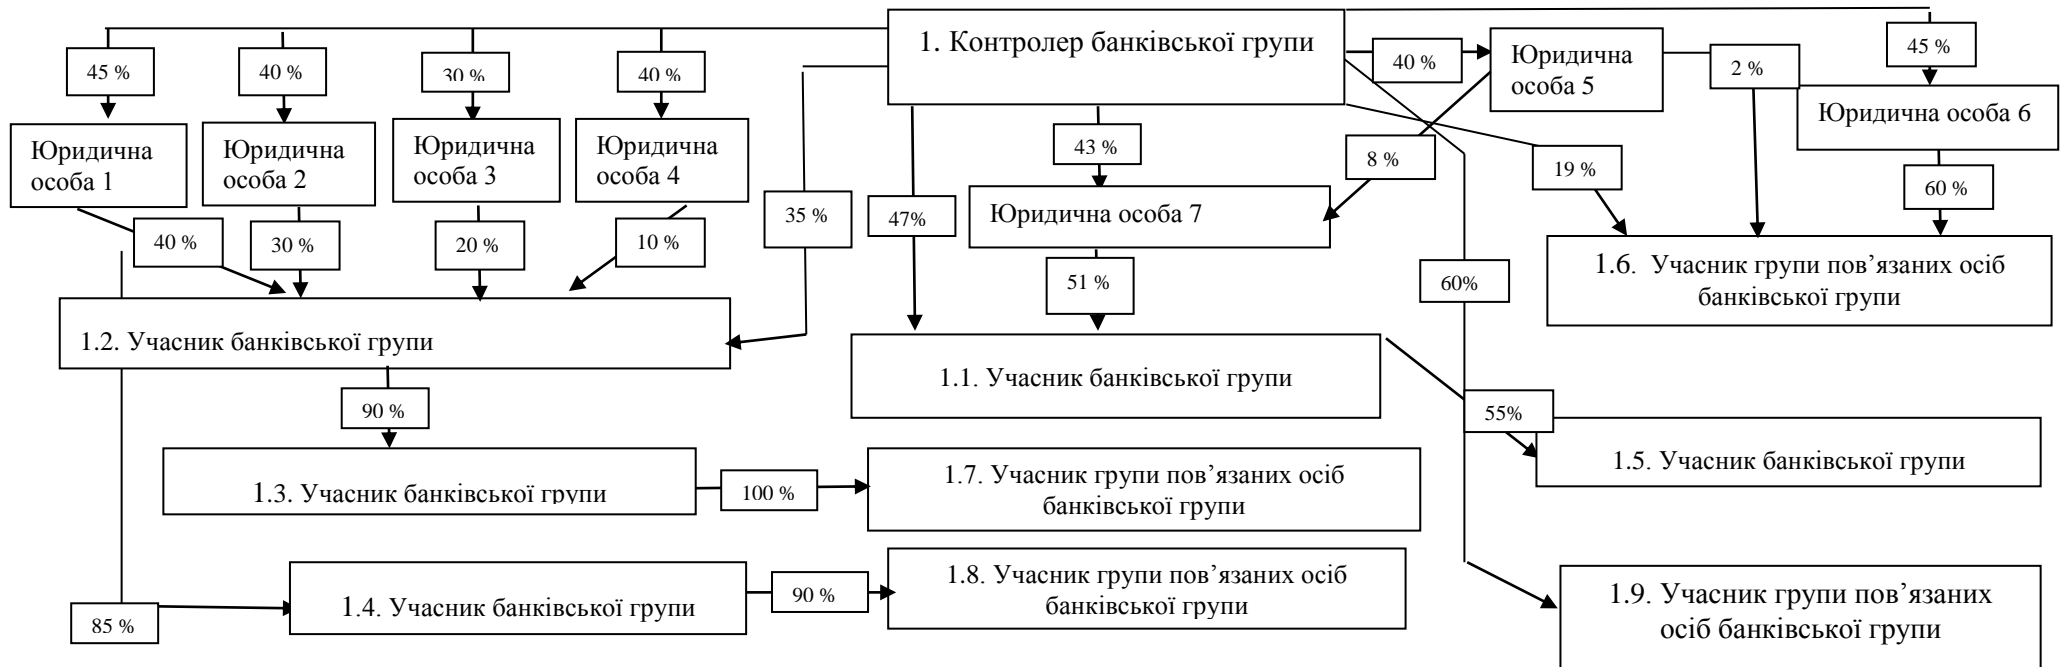 1. Контролер банківської групи
45 %
40 %
30 %
40 %
40 %
Юридична
особа 5
2 %
45 %
Юридична
особа 1
Юридична
особа 2
Юридична
особа 3
Юридична
особа 4
43 %
8 %
19 %
Юридична особа 6
60 %
40 %
30 %
20 %
10 %
35 %
47%
Юридична особа 7
51 %
60%
1.6. Учасник групи пов’язаних осіб
банківської групи
1.2. Учасник банківської групи
1.1. Учасник банківської групи
90 %
55%
1.3. Учасник банківської групи
100 %
1.7. Учасник групи пов’язаних осіб
банківської групи
1.5. Учасник банківської групи
85 %
1.4. Учасник банківської групи
90 %
1.8. Учасник групи пов’язаних осіб
банківської групи
1.9. Учасник групи пов’язаних
осіб банківської групи